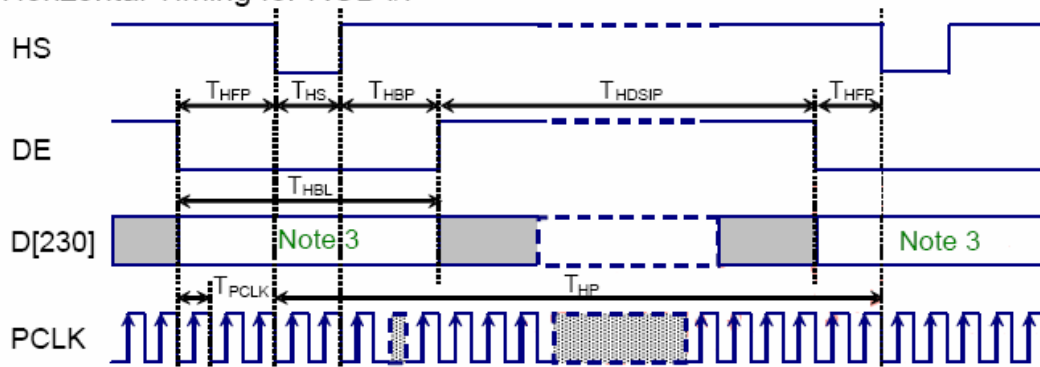 HS
THFP THS THBP THDSIP THFP
DE
THBL
D[230] Note 3 Note 3
TPCLK THP
PCLK